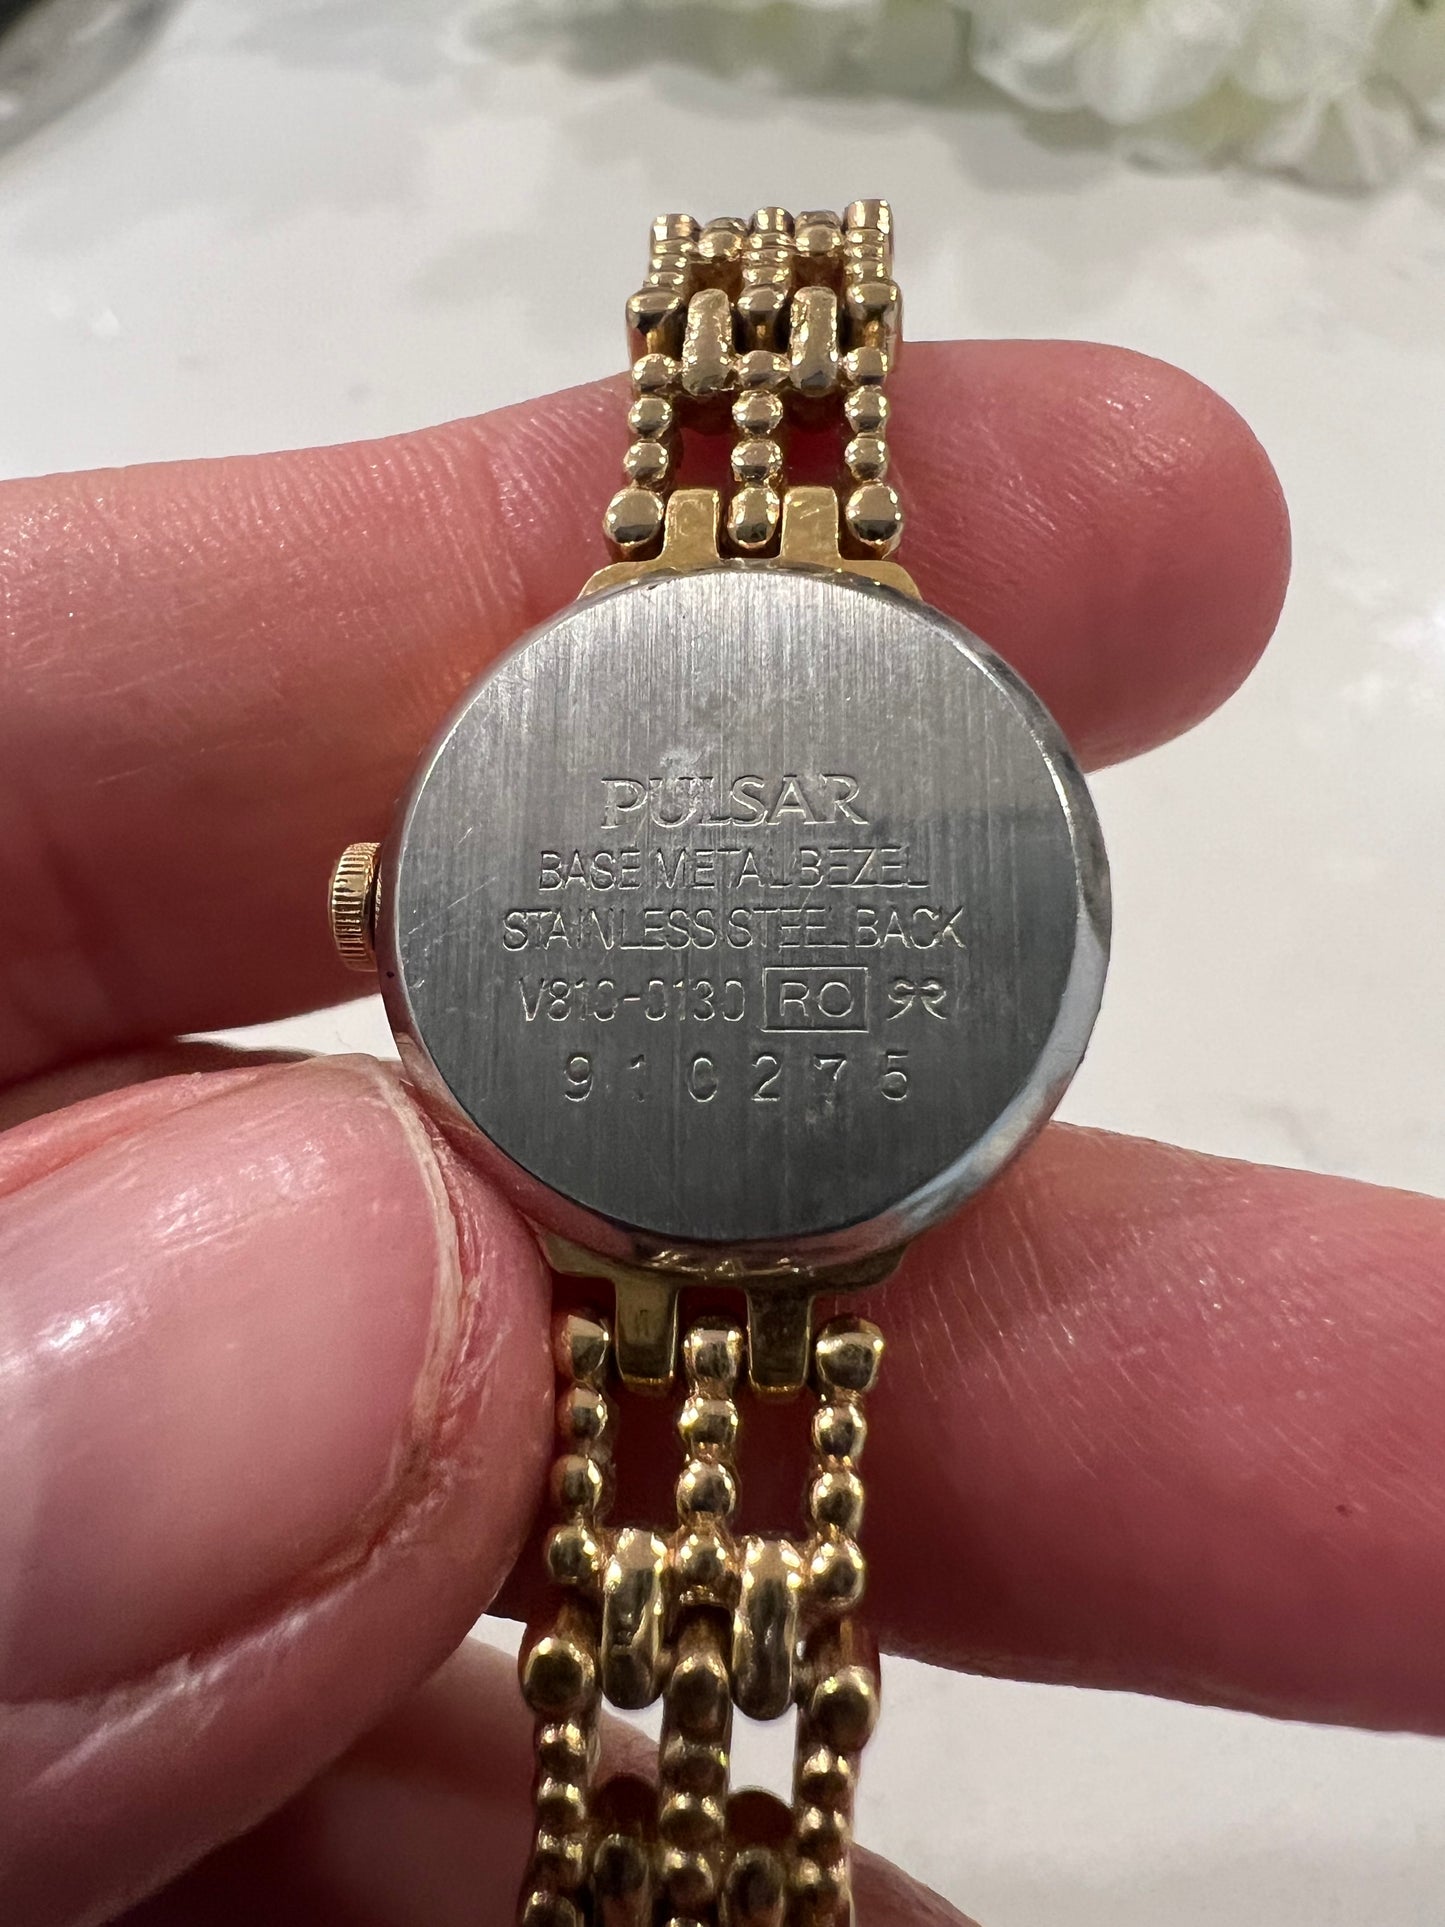 PULSAR
BASE METAL BEZEL
STAINLESS STEEL BACK
V810-0130 RO
910275